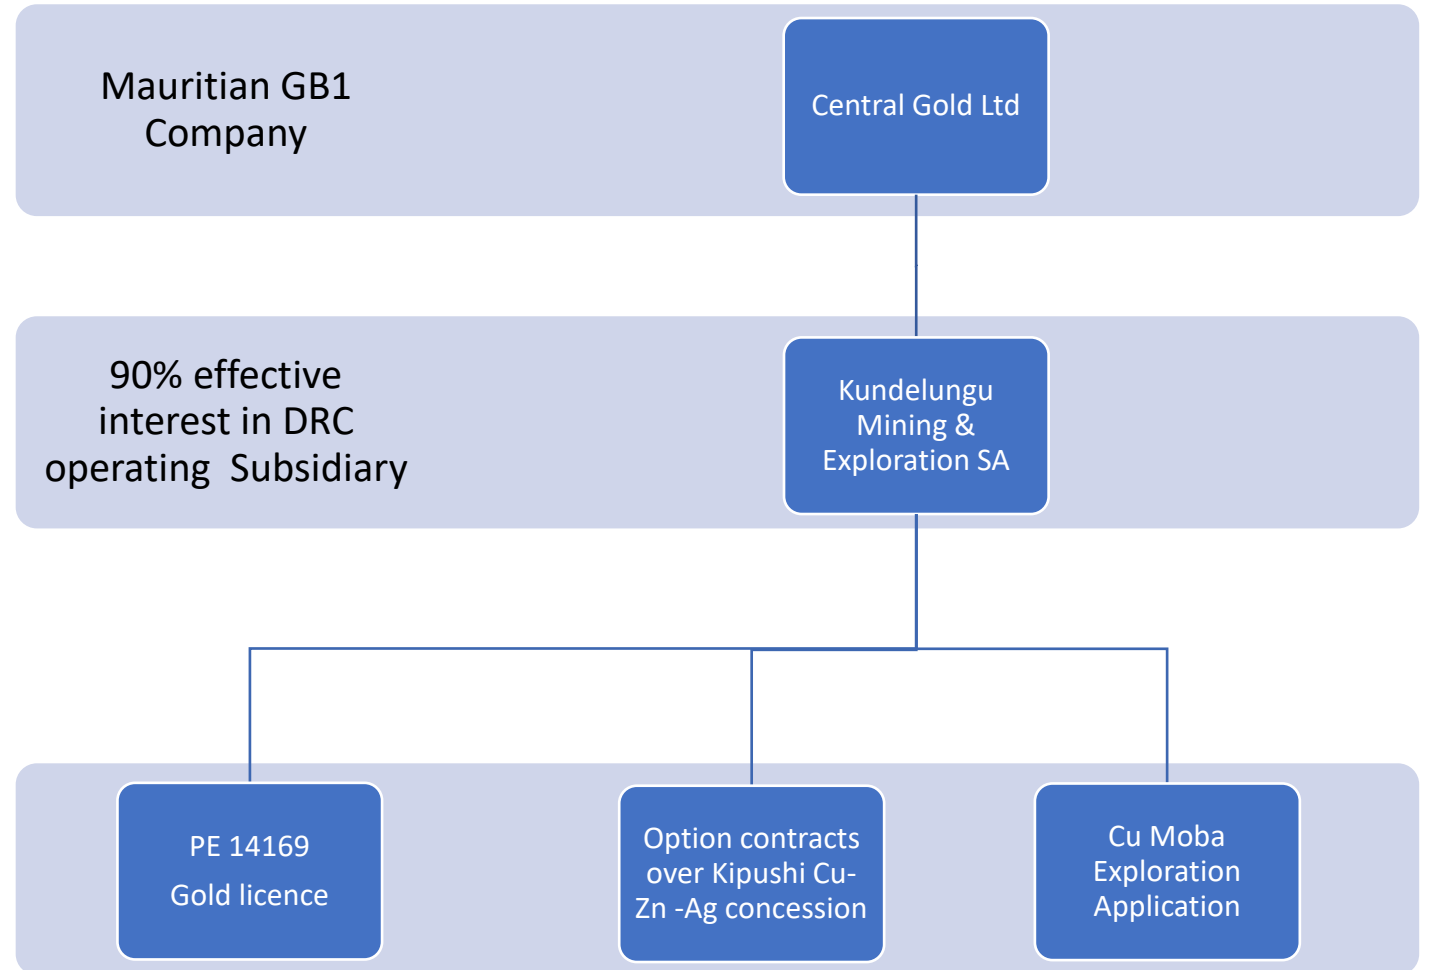 Mauritian GB1
Company
Central Gold Ltd
90% effective
interest in DRC
operating  Subsidiary
Kundelungu
Mining &
Exploration SA
PE 14169
Gold licence
Option contracts
over Kipushi Cu-
Zn -Ag concession
Cu Moba
Exploration
Application